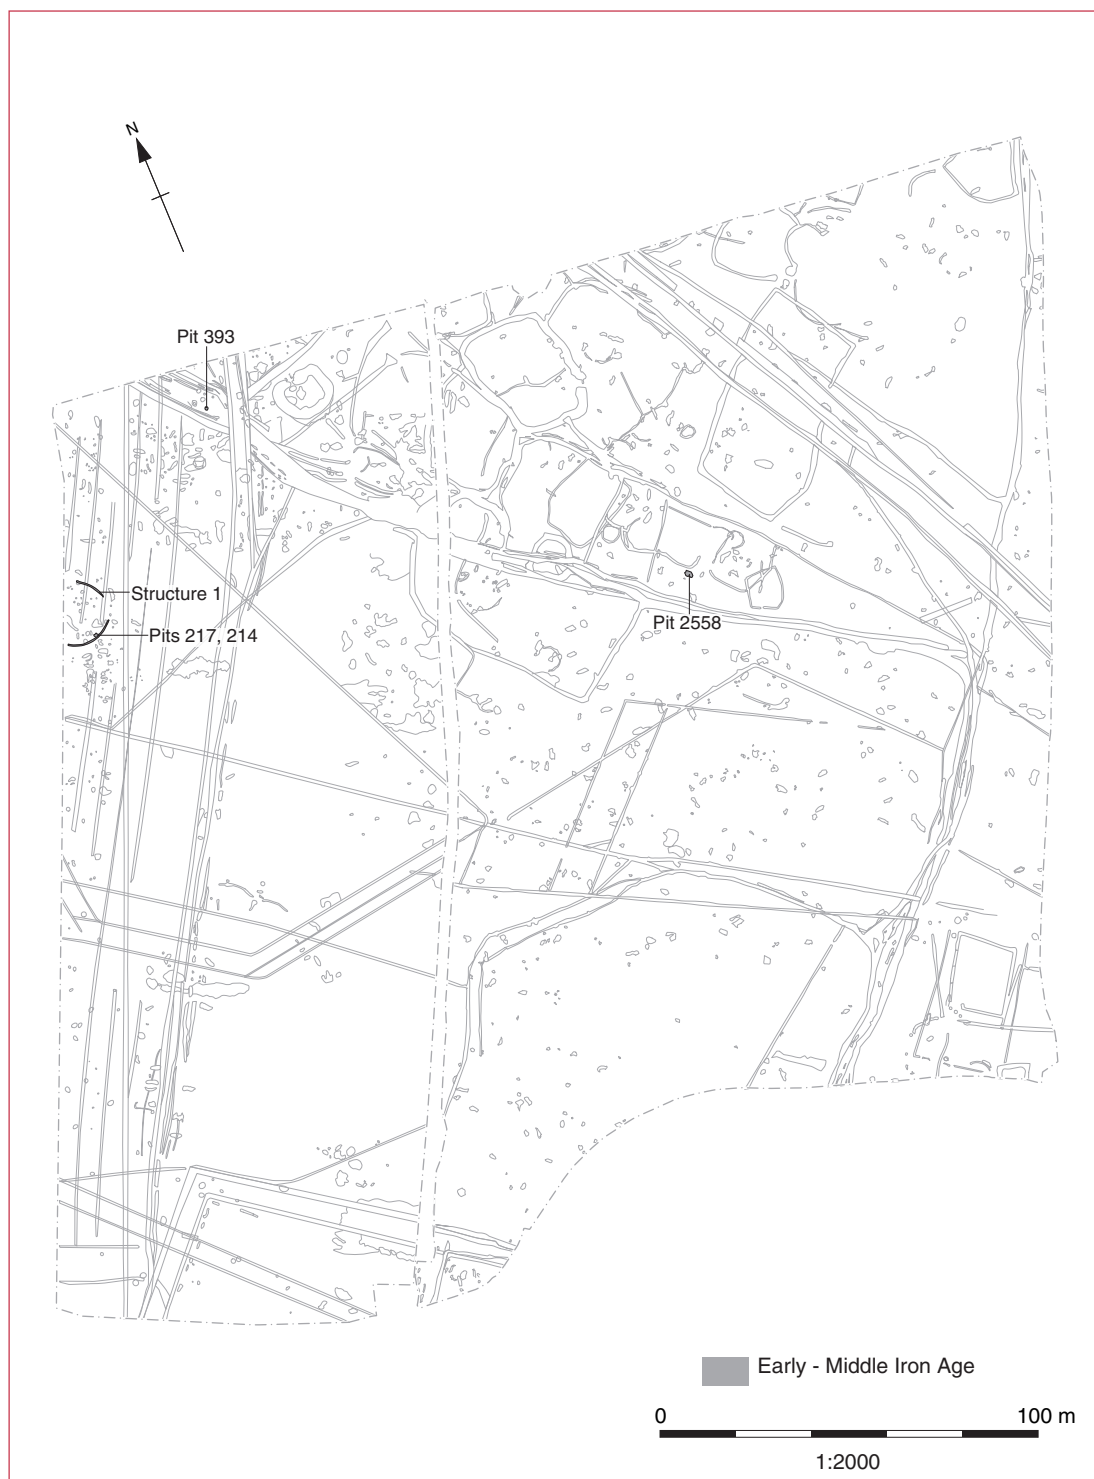 N
Pit 393
Structure 1
Pits 217, 214
Pit 2558
Early - Middle Iron Age
0 100 m
1:2000